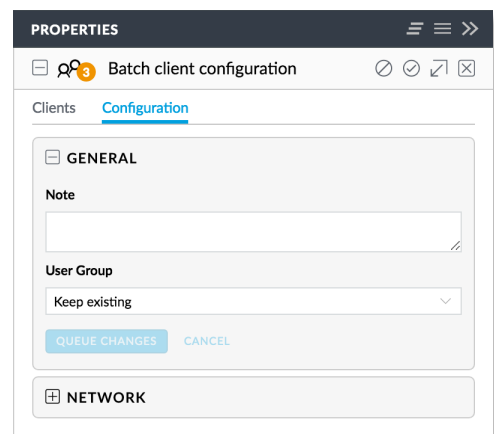 PROPERTIES
3 Batch client configuration
Clients Configuration
GENERAL
Note
User Group
Keep existing
QUEUE CHANGES CANCEL
NETWORK